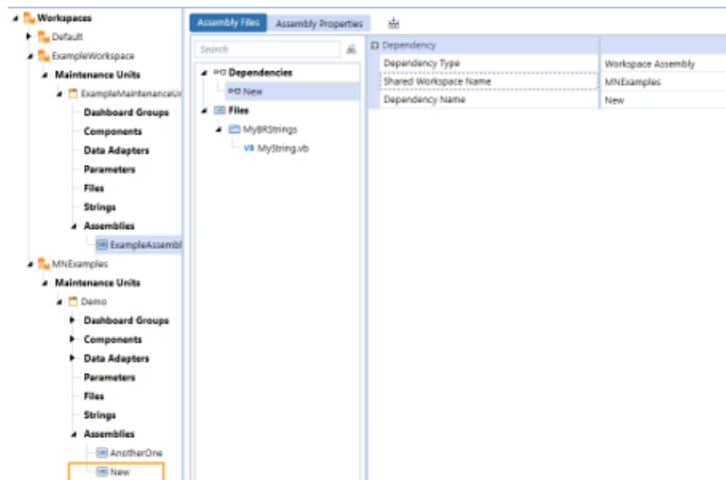 Workspaces
Default
ExampleWorkspace
Maintenance Units
ExampleMaintenanceUr
Dashboard Groups
Components
Data Adapters
Parameters
Files
Strings
Assemblies
ExampleAssembl
MNExamples
Maintenance Units
Demo
Dashboard Groups
Components
Data Adapters
Parameters
Files
Strings
Assemblies
AnotherOne
New
Assembly Files Assembly Properties
Search
Dependencies
New
Files
MyBRStrings
VB MyString.vb
Dependency
Dependency Type Workspace Assembly
Shared Workspace Name MNExamples
Dependency Name New